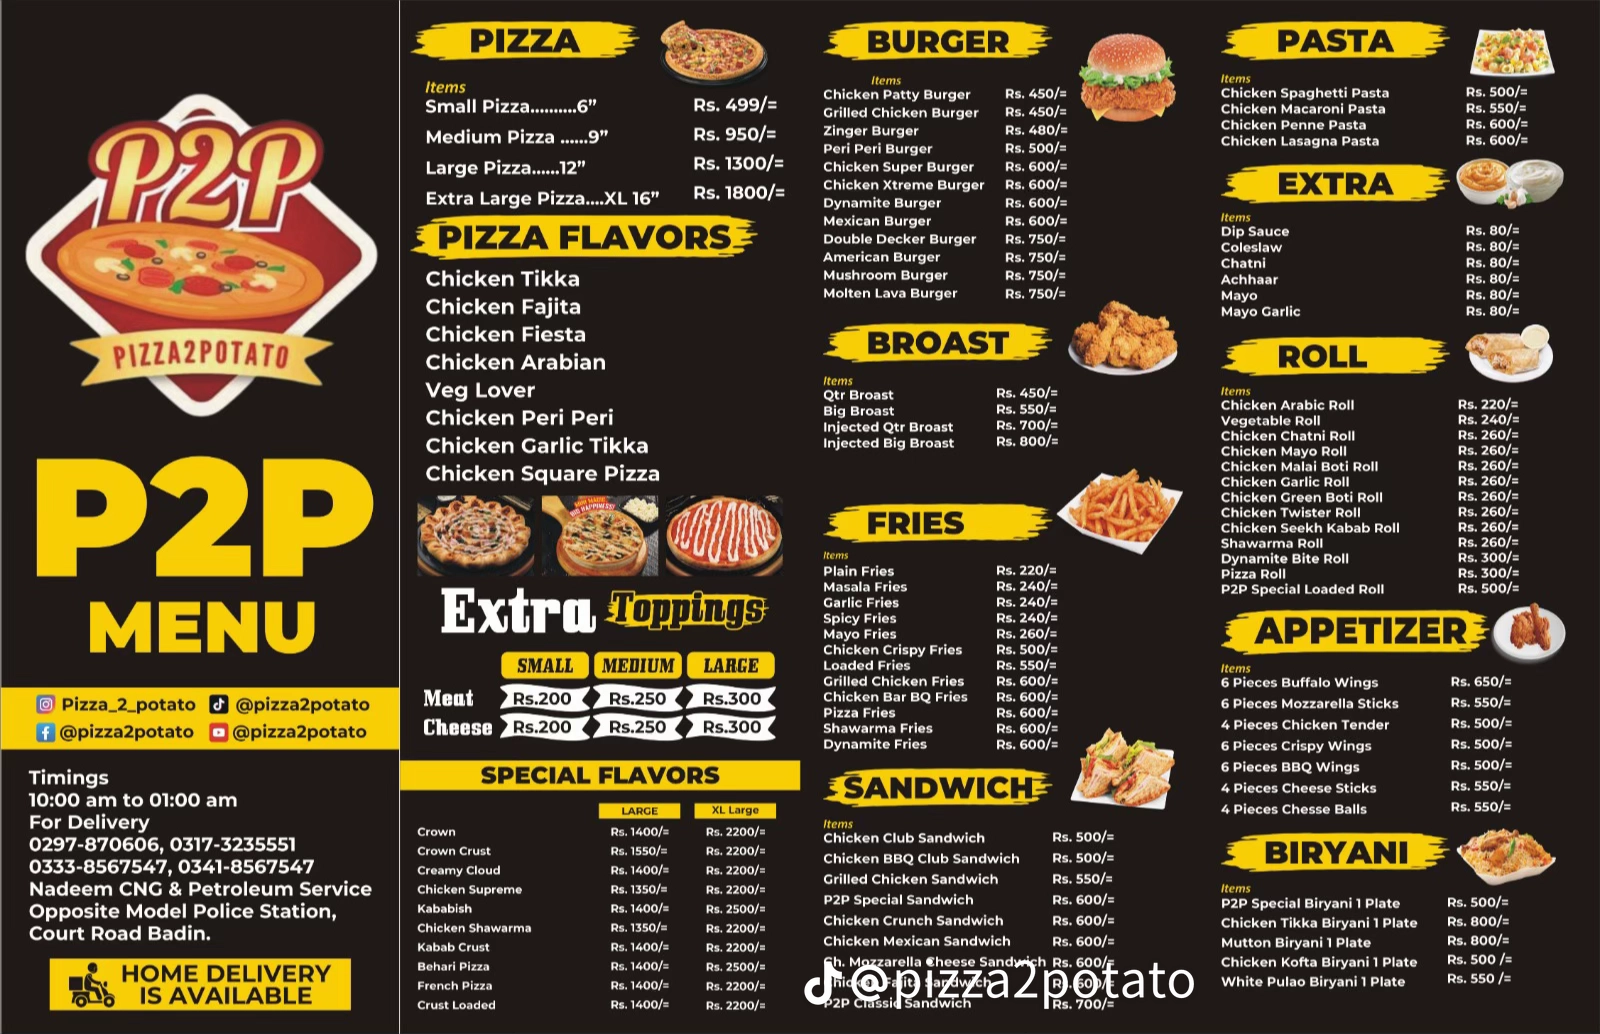 P2P
PIZZA2POTATO
P2P
MENU
Pizza_2_potato @pizza2potato
@pizza2potato @pizza2potato
Timings
10:00 am to 01:00 am
For Delivery
0297-870606, 0317-3235551
0333-8567547, 0341-8567547
Nadeem CNG & Petroleum Service
Opposite Model Police Station,
Court Road Badin.
HOME DELIVERY
IS AVAILABLE
PIZZA
Items
Small Pizza..........6” Rs. 499/=
Medium Pizza ......9” Rs. 950/=
Large Pizza......12” Rs. 1300/=
Extra Large Pizza....XL 16” Rs. 1800/=
PIZZA FLAVORS
Chicken Tikka
Chicken Fajita
Chicken Fiesta
Chicken Arabian
Veg Lover
Chicken Peri Peri
Chicken Garlic Tikka
Chicken Square Pizza
Extra Toppings
SMALL MEDIUM LARGE
Meat Rs.200 Rs.250 Rs.300
Cheese Rs.200 Rs.250 Rs.300
SPECIAL FLAVORS
LARGE XL Large
Crown Rs. 1400/= Rs. 2200/=
Crown Crust Rs. 1550/= Rs. 2200/=
Creamy Cloud Rs. 1400/= Rs. 2200/=
Chicken Supreme Rs. 1350/= Rs. 2200/=
Kababish Rs. 1400/= Rs. 2500/=
Chicken Shawarma Rs. 1350/= Rs. 2200/=
Kabab Crust Rs. 1400/= Rs. 2200/=
Behari Pizza Rs. 1400/= Rs. 2500/=
French Pizza Rs. 1400/= Rs. 2200/=
Crust Loaded Rs. 1400/= Rs. 2200/=
BURGER
Items
Chicken Patty Burger Rs. 450/=
Grilled Chicken Burger Rs. 450/=
Zinger Burger Rs. 480/=
Peri Peri Burger Rs. 500/=
Chicken Super Burger Rs. 600/=
Chicken Xtreme Burger Rs. 600/=
Dynamite Burger Rs. 600/=
Mexican Burger Rs. 600/=
Double Decker Burger Rs. 750/=
American Burger Rs. 750/=
Mushroom Burger Rs. 750/=
Molten Lava Burger Rs. 750/=
BROAST
Items
Qtr Broast Rs. 450/=
Big Broast Rs. 550/=
Injected Qtr Broast Rs. 700/=
Injected Big Broast Rs. 800/=
FRIES
Items
Plain Fries Rs. 220/=
Masala Fries Rs. 240/=
Garlic Fries Rs. 240/=
Spicy Fries Rs. 240/=
Mayo Fries Rs. 260/=
Chicken Crispy Fries Rs. 500/=
Loaded Fries Rs. 550/=
Grilled Chicken Fries Rs. 600/=
Chicken Bar BQ Fries Rs. 600/=
Pizza Fries Rs. 600/=
Shawarma Fries Rs. 600/=
Dynamite Fries Rs. 600/=
SANDWICH
Items
Chicken Club Sandwich Rs. 500/=
Chicken BBQ Club Sandwich Rs. 500/=
Grilled Chicken Sandwich Rs. 550/=
P2P Special Sandwich Rs. 600/=
Chicken Crunch Sandwich Rs. 600/=
Chicken Mexican Sandwich Rs. 600/=
Ch. Mozzarella Cheese Sandwich Rs. 600/=
Chicken Fajita Sandwich Rs. 600/=
P2P Classic Sandwich Rs. 700/=
@pizza2potato
PASTA
Items
Chicken Spaghetti Pasta Rs. 500/=
Chicken Macaroni Pasta Rs. 550/=
Chicken Penne Pasta Rs. 600/=
Chicken Lasagna Pasta Rs. 600/=
EXTRA
Items
Dip Sauce Rs. 80/=
Coleslaw Rs. 80/=
Chatni Rs. 80/=
Achhaar Rs. 80/=
Mayo Rs. 80/=
Mayo Garlic Rs. 80/=
ROLL
Items
Chicken Arabic Roll Rs. 220/=
Vegetable Roll Rs. 240/=
Chicken Chatni Roll Rs. 260/=
Chicken Mayo Roll Rs. 260/=
Chicken Malai Boti Roll Rs. 260/=
Chicken Garlic Roll Rs. 260/=
Chicken Green Boti Roll Rs. 260/=
Chicken Twister Roll Rs. 260/=
Chicken Seekh Kabab Roll Rs. 260/=
Shawarma Roll Rs. 260/=
Dynamite Bite Roll Rs. 300/=
Pizza Roll Rs. 300/=
P2P Special Loaded Roll Rs. 500/=
APPETIZER
Items
6 Pieces Buffalo Wings Rs. 650/=
6 Pieces Mozzarella Sticks Rs. 550/=
4 Pieces Chicken Tender Rs. 500/=
6 Pieces Crispy Wings Rs. 500/=
6 Pieces BBQ Wings Rs. 500/=
4 Pieces Cheese Sticks Rs. 550/=
4 Pieces Chesse Balls Rs. 550/=
BIRYANI
Items
P2P Special Biryani 1 Plate Rs. 500/=
Chicken Tikka Biryani 1 Plate Rs. 800/=
Mutton Biryani 1 Plate Rs. 800/=
Chicken Kofta Biryani 1 Plate Rs. 500 /=
White Pulao Biryani 1 Plate Rs. 550 /=